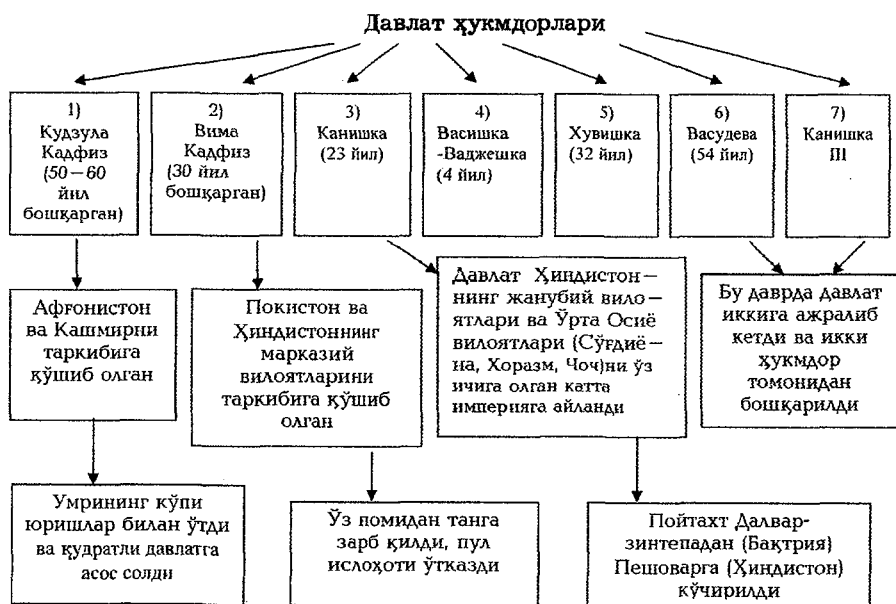 Давлат ҳукмдорлари
1)
Кудзула
Кадфиз
(50–60
йил
бошқарган)
2)
Вима
Кадфиз
(30 йил
бошқарган)
3)
Канишка
(23 йил)
4)
Васишка
-Ваджешка
(4 йил)
5)
Хувишка
(32 йил)
6)
Васудева
(54 йил)
7)
Канишка
III
Афғонистон
ва Кашмирни
таркибига
қўшиб олган
Покистон ва
Ҳиндистоннинг
марказий
вилоятларини
таркибига қўшиб
олган
Давлат Ҳиндистон–
нинг жанубий вило–
ятлари ва Ўрта Осиё
вилоятлари (Сўғдиё–
на, Хоразм, Чоч)ни ўз
ичига олган катта
империяга айланди
Бу даврда давлат
иккига ажралиб
кетди ва икки
ҳукмдор
томонидан
бошқарилди
Умрининг кўпи
юришлар билан ўтди
ва қудратли давлатга
асос солди
Ўз номидан танга
зарб қилди, пул
ислоҳоти ўтказди
Пойтахт Далвар-
зинтепадан (Бақтрия)
Пешоварга (Ҳиндистон)
кўчирилди